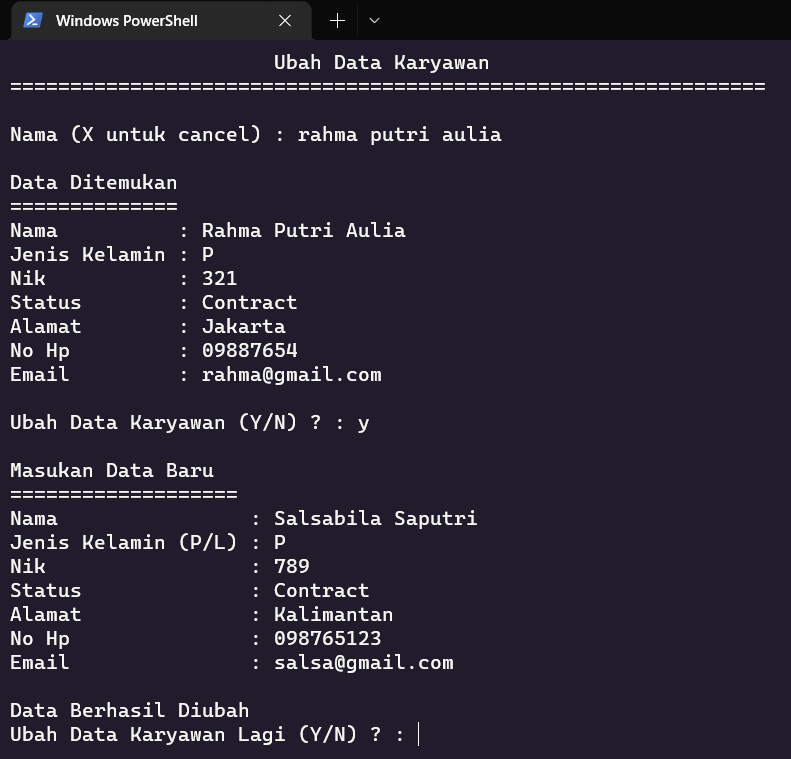 Windows PowerShell
Ubah Data Karyawan
===============================================================
Nama (X untuk cancel) : rahma putri aulia
Data Ditemukan
==============
Nama          : Rahma Putri Aulia
Jenis Kelamin : P
Nik           : 321
Status        : Contract
Alamat        : Jakarta
No Hp         : 09887654
Email         : rahma@gmail.com
Ubah Data Karyawan (Y/N) ? : y
Masukan Data Baru
===================
Nama                : Salsabila Saputri
Jenis Kelamin (P/L) : P
Nik                 : 789
Status              : Contract
Alamat              : Kalimantan
No Hp               : 098765123
Email               : salsa@gmail.com
Data Berhasil Diubah
Ubah Data Karyawan Lagi (Y/N) ? :